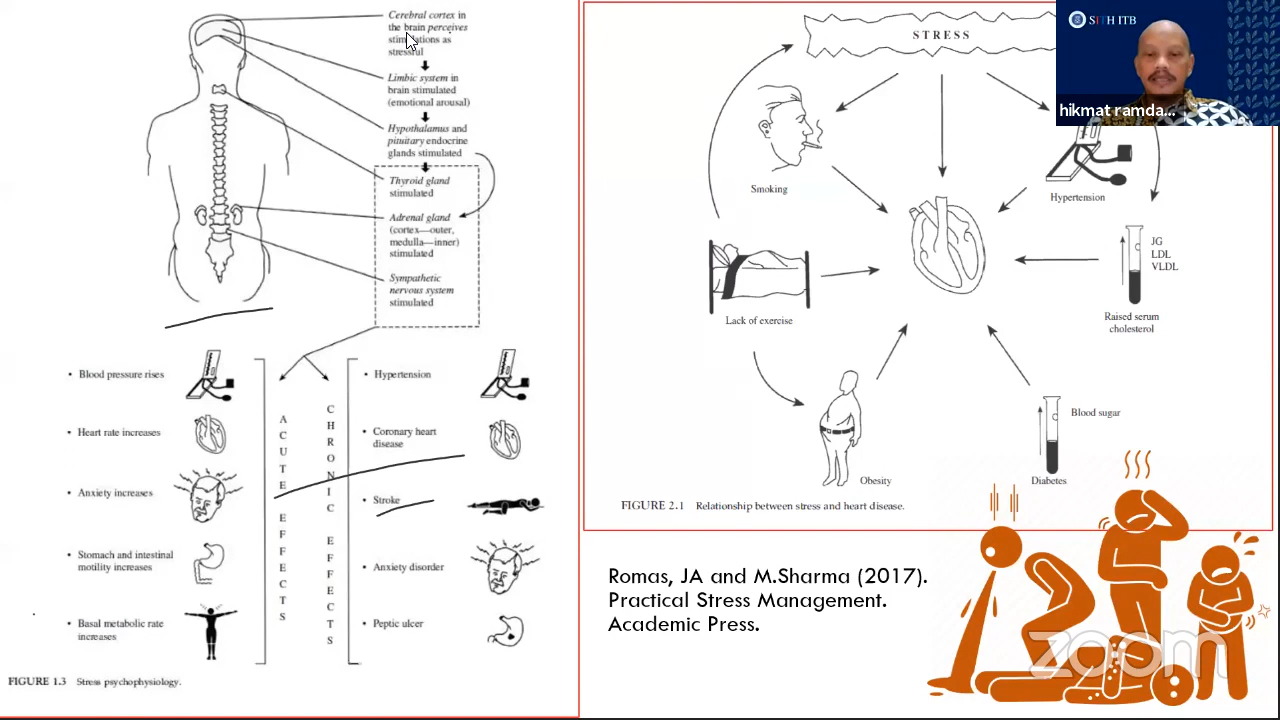 Cerebral cortex in
the brain perceives
stimulations as
stressful
Limbic system in
brain stimulated
(emotional arousal)
Hypothalamus and
pituitary endocrine
glands stimulated
Thyroid gland
stimulated
Adrenal gland
(cortex—outer,
medulla—inner)
stimulated
Sympathetic
nervous system
stimulated
• Blood pressure rises
• Heart rate increases
• Anxiety increases
• Stomach and intestinal
motility increases
• Basal metabolic rate
increases
ACUTE EFFECTS
CHRONIC EFFECTS
• Hypertension
• Coronary heart
disease
• Stroke
• Anxiety disorder
• Peptic ulcer
FIGURE 1.3 Stress psychophysiology.
STRESS
Smoking
Hypertension
JG
LDL
VLDL
Lack of exercise
Raised serum
cholesterol
Blood sugar
Obesity
Diabetes
FIGURE 2.1 Relationship between stress and heart disease.
Romas, JA and M.Sharma (2017).
Practical Stress Management.
Academic Press.
SITH ITB
hikmat ramda...
zoom